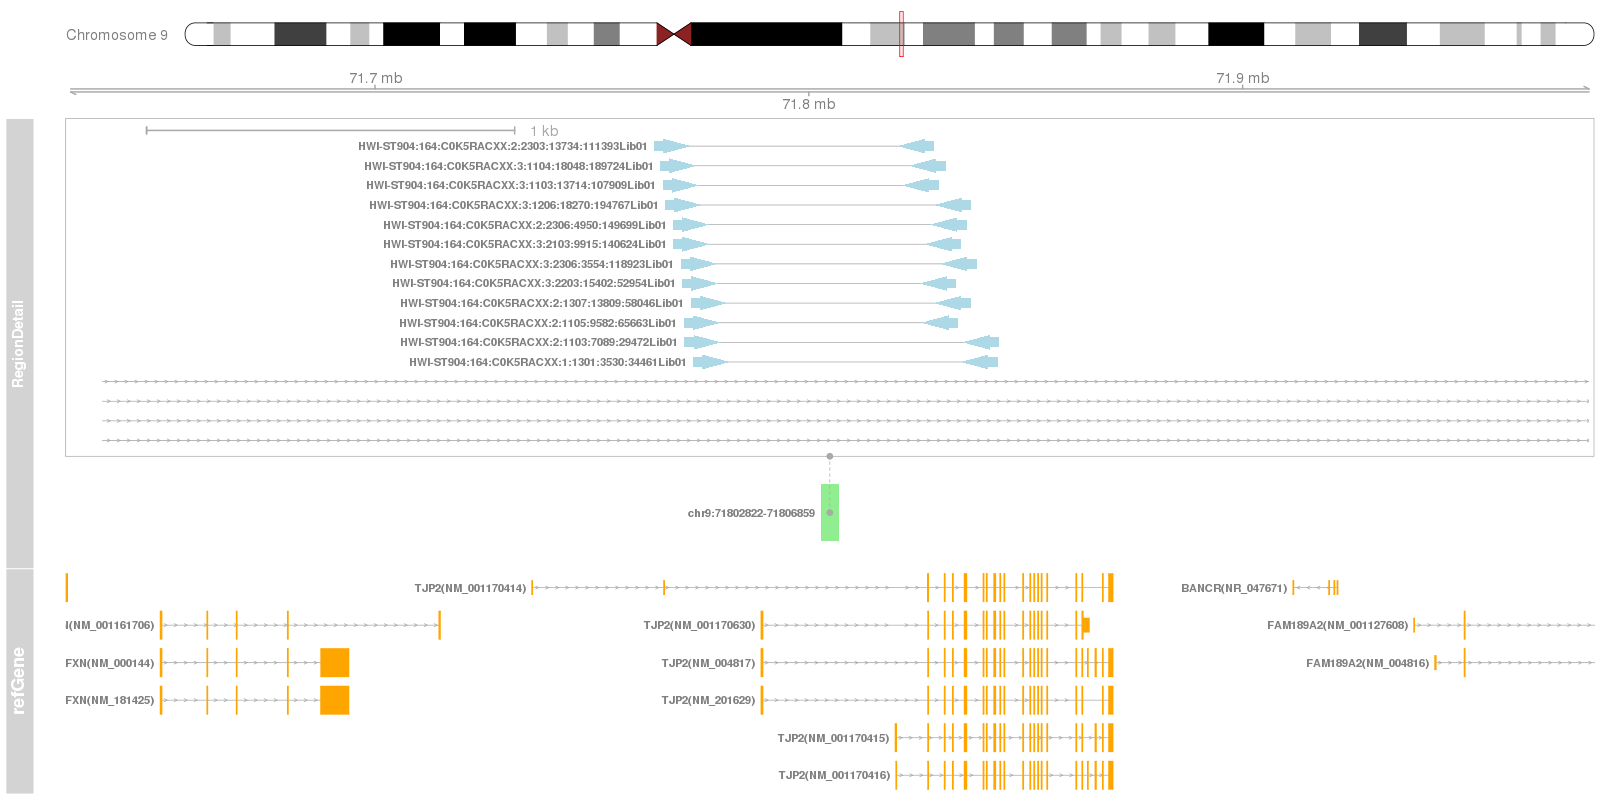 Chromosome 9
71.7 mb
71.9 mb
71.8 mb
RegionDetail
1 kb
HWI-ST904:164:C0K5RACXX:2:2303:13734:111393Lib01
HWI-ST904:164:C0K5RACXX:3:1104:18048:189724Lib01
HWI-ST904:164:C0K5RACXX:3:1103:13714:107909Lib01
HWI-ST904:164:C0K5RACXX:3:1206:18270:194767Lib01
HWI-ST904:164:C0K5RACXX:2:2306:4950:149699Lib01
HWI-ST904:164:C0K5RACXX:3:2103:9915:140624Lib01
HWI-ST904:164:C0K5RACXX:3:2306:3554:118923Lib01
HWI-ST904:164:C0K5RACXX:3:2203:15402:52954Lib01
HWI-ST904:164:C0K5RACXX:2:1307:13809:58046Lib01
HWI-ST904:164:C0K5RACXX:2:1105:9582:65663Lib01
HWI-ST904:164:C0K5RACXX:2:1103:7089:29472Lib01
HWI-ST904:164:C0K5RACXX:1:1301:3530:34461Lib01
chr9:71802822-71806859
refGene
TJP2(NM_001170414)
BANCR(NR_047671)
N(NM_001161706)
TJP2(NM_001170630)
FAM189A2(NM_001127608)
FXN(NM_000144)
TJP2(NM_004817)
FAM189A2(NM_004816)
FXN(NM_181425)
TJP2(NM_201629)
TJP2(NM_001170415)
TJP2(NM_001170416)